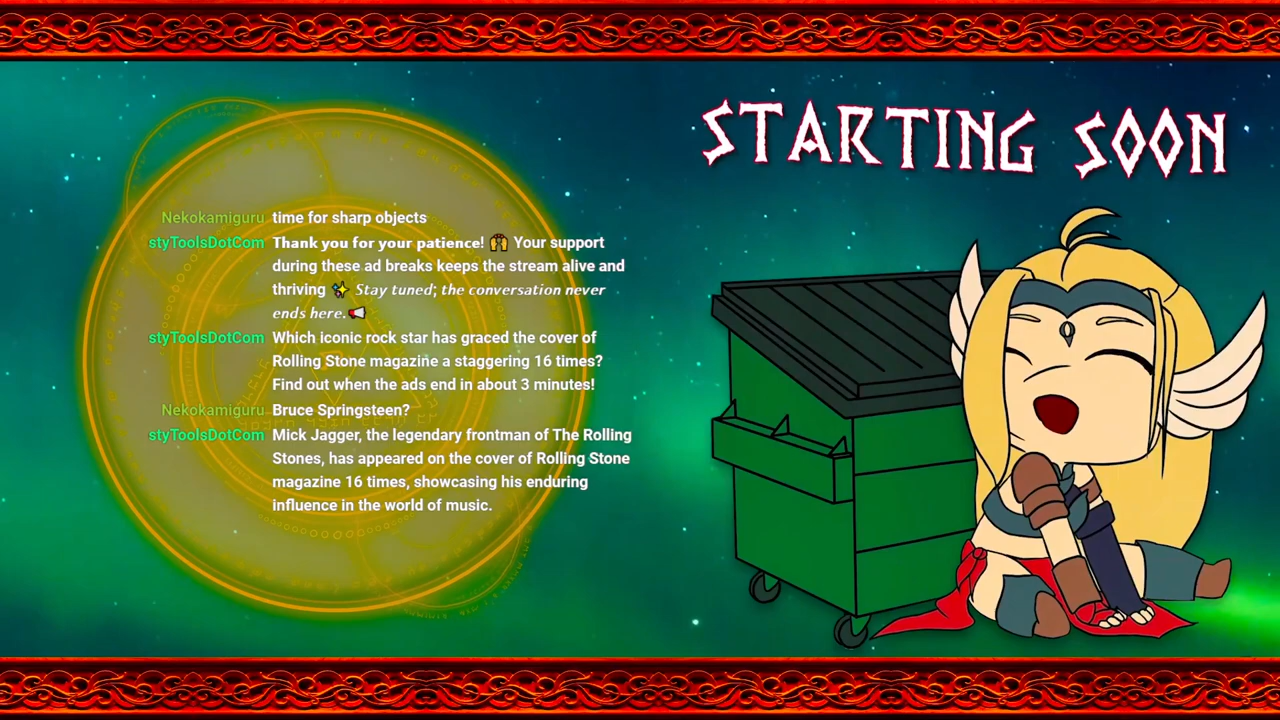 STARTING SOON
Nekokamiguru time for sharp objects
styToolsDotCom Thank you for your patience! 🙌 Your support
during these ad breaks keeps the stream alive and
thriving ✨ Stay tuned; the conversation never
ends here.📢
styToolsDotCom Which iconic rock star has graced the cover of
Rolling Stone magazine a staggering 16 times?
Find out when the ads end in about 3 minutes!
Nekokamiguru Bruce Springsteen?
styToolsDotCom Mick Jagger, the legendary frontman of The Rolling
Stones, has appeared on the cover of Rolling Stone
magazine 16 times, showcasing his enduring
influence in the world of music.